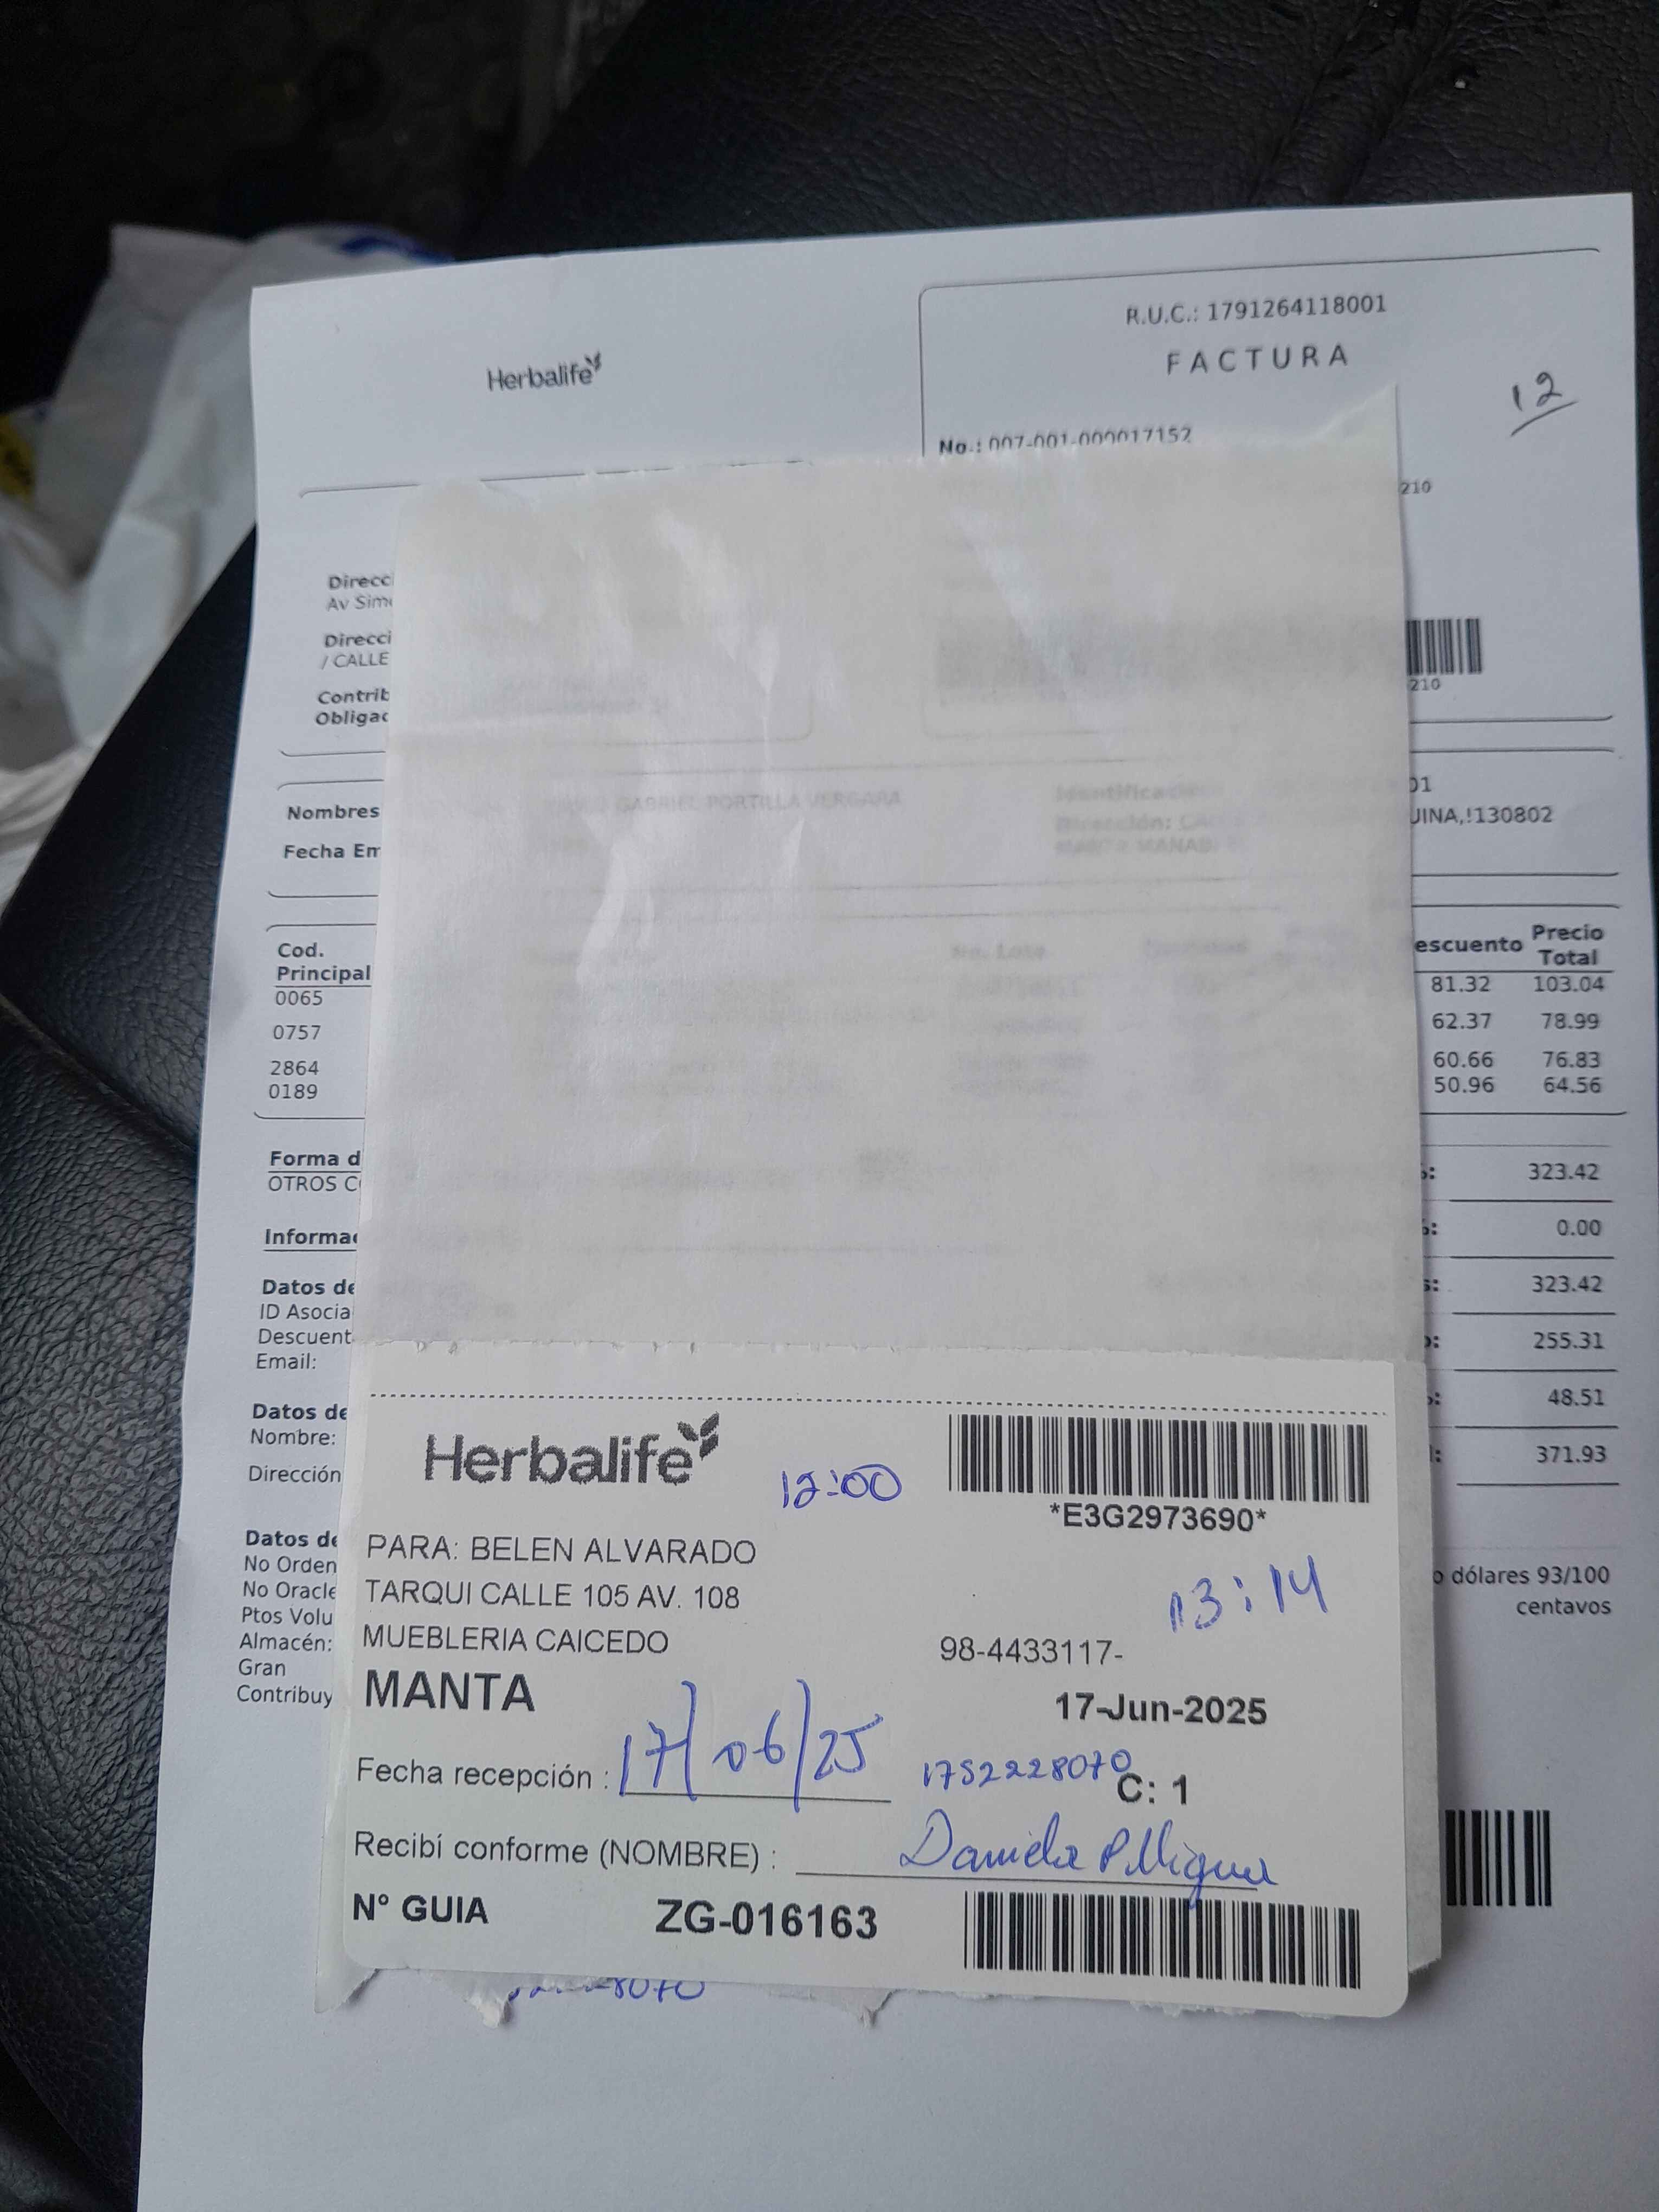 R.U.C.: 1791264118001
FACTURA
Herbalife
12
No.: 007-001-000017152
210
Direcc
Av Sim
Direcci
/ CALLE
210
Contrib
Obligac
01
Nombres
GABRIEL PORTILLA VERGARA
UINA,!130802
Fecha Em
Cod. Principal
escuento
Precio Total
0065 81.32 103.04
0757 62.37 78.99
2864 60.66 76.83
0189 50.96 64.56
Forma d
OTROS C
323.42
Informa
0.00
Datos de
323.42
ID Asocia
Descuent
255.31
Email:
Datos de
48.51
Nombre:
371.93
Dirección
Datos de
No Orden
No Oracle
Ptos Volu
Almacén:
Gran
Contribuy
o dólares 93/100
centavos
Herbalife
12:00
*E3G2973690*
PARA: BELEN ALVARADO
13:14
TARQUI CALLE 105 AV. 108
MUEBLERIA CAICEDO
98-4433117-
MANTA
17-Jun-2025
Fecha recepción : 17/06/25
1752228070
C: 1
Recibí conforme (NOMBRE) : Daniela
N° GUIA ZG-016163
8070